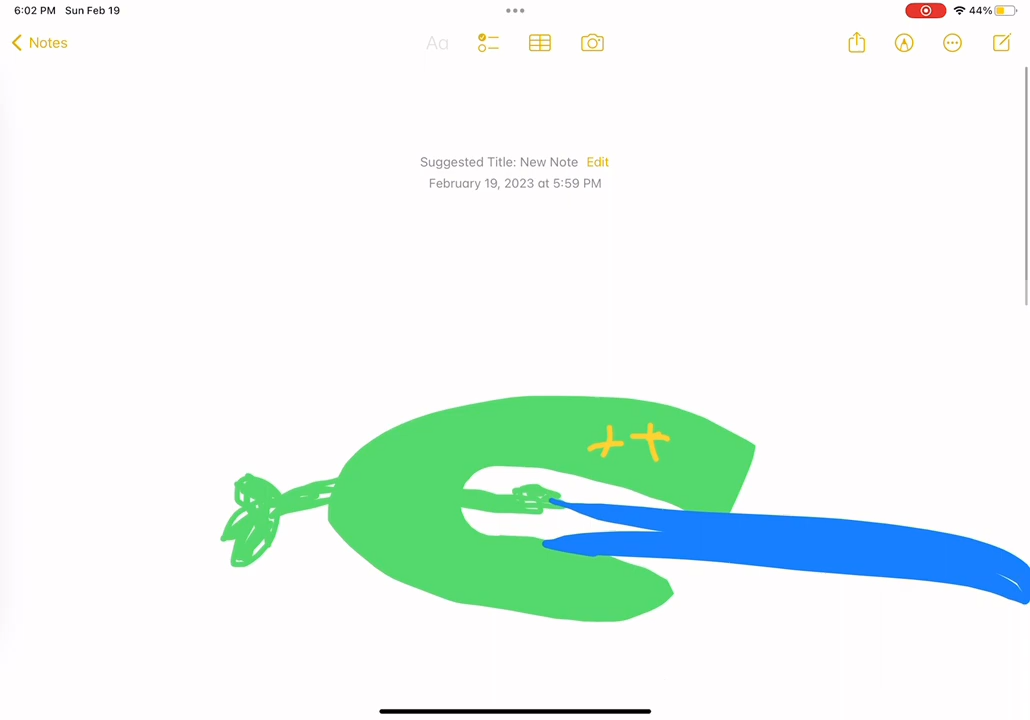 6:02 PM Sun Feb 19
44%
Notes
Aa
Suggested Title: New Note Edit
February 19, 2023 at 5:59 PM
++